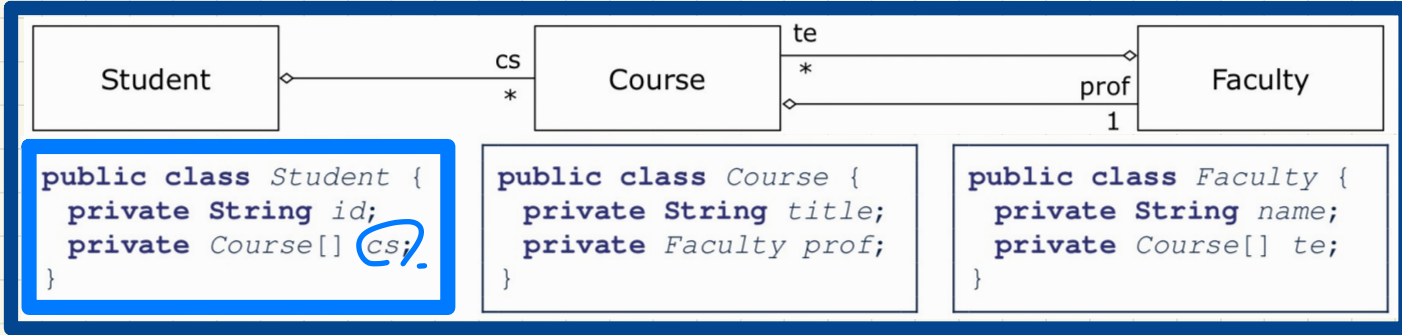 te
cs
prof
Student
Course
Faculty
*
*
1
public class Student {
private String id;
private Course[] cs;
}
public class Course {
private String title;
private Faculty prof;
}
public class Faculty {
private String name;
private Course[] te;
}